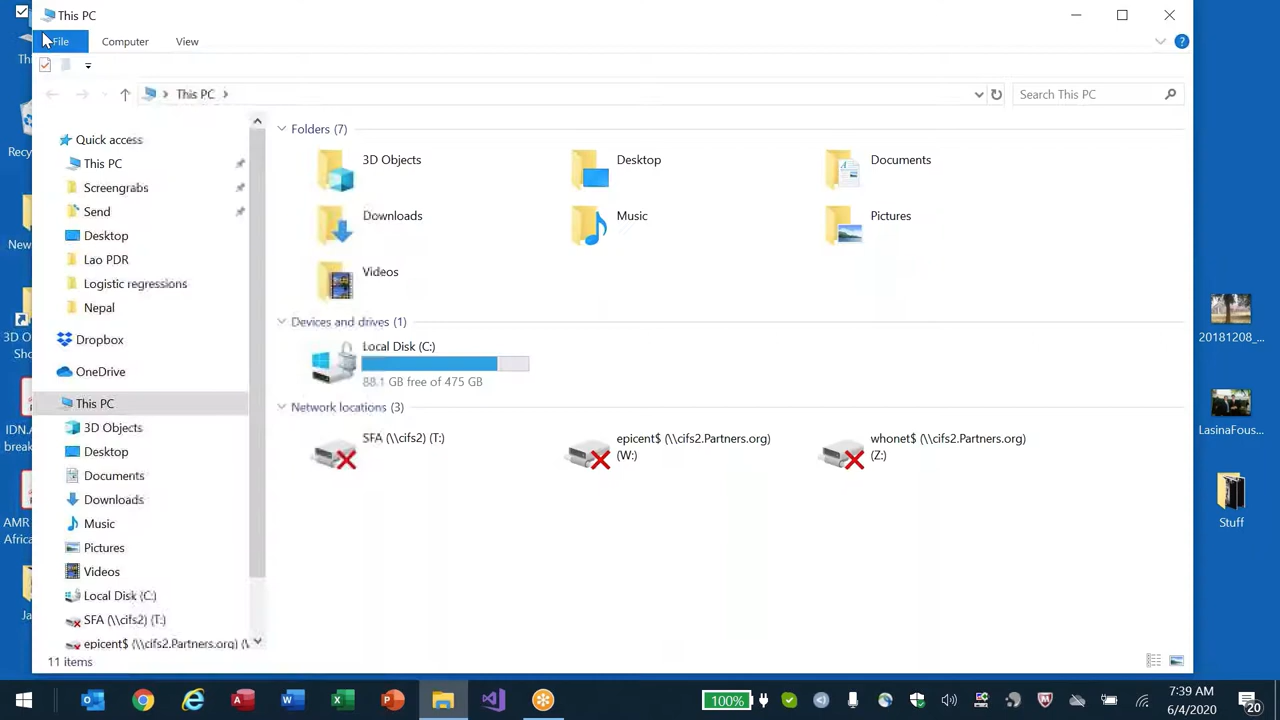 This PC
File Computer View
This PC
Search This PC
Quick access
This PC
Screengrabs
Send
Desktop
Lao PDR
Logistic regressions
Nepal
Dropbox
OneDrive
This PC
3D Objects
Desktop
Documents
Downloads
Music
Pictures
Videos
Local Disk (C:)
SFA (\\cifs2) (T:)
epicent$ (\\cifs2.Partners.org) (W
11 items
Folders (7)
3D Objects
Desktop
Documents
Downloads
Music
Pictures
Videos
Devices and drives (1)
Local Disk (C:)
88.1 GB free of 475 GB
Network locations (3)
SFA (\\cifs2) (T:)
epicent$ (\\cifs2.Partners.org)
(W:)
whonet$ (\\cifs2.Partners.org)
(Z:)
Th
Recy
New
3D O
Sho
IDN.A
break
AMR
Africa
Ja
20181208_...
LasinaFous...
Stuff
100%
7:39 AM
6/4/2020
20